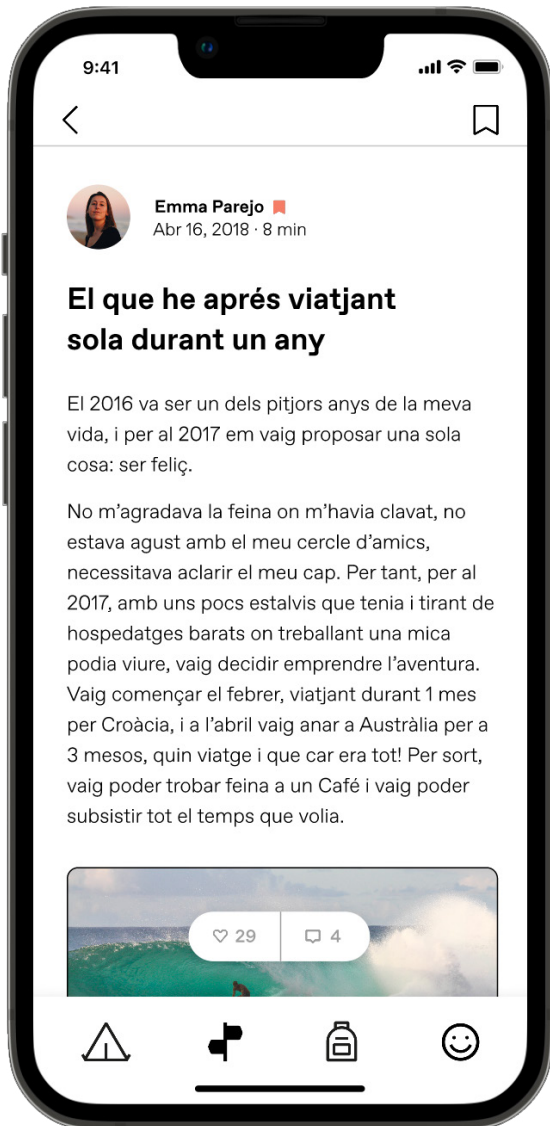 9:41
Emma Parejo
Abr 16, 2018 · 8 min
El que he aprés viatjant
sola durant un any
El 2016 va ser un dels pitjors anys de la meva
vida, i per al 2017 em vaig proposar una sola
cosa: ser feliç.
No m’agradava la feina on m’havia clavat, no
estava agust amb el meu cercle d’amics,
necessitava aclarir el meu cap. Per tant, per al
2017, amb uns pocs estalvis que tenia i tirant de
hospedatges barats on treballant una mica
podia viure, vaig decidir emprendre l’aventura.
Vaig començar el febrer, viatjant durant 1 mes
per Croàcia, i a l’abril vaig anar a Austràlia per a
3 mesos, quin viatge i que car era tot! Per sort,
vaig poder trobar feina a un Café i vaig poder
subsistir tot el temps que volia.
29
4